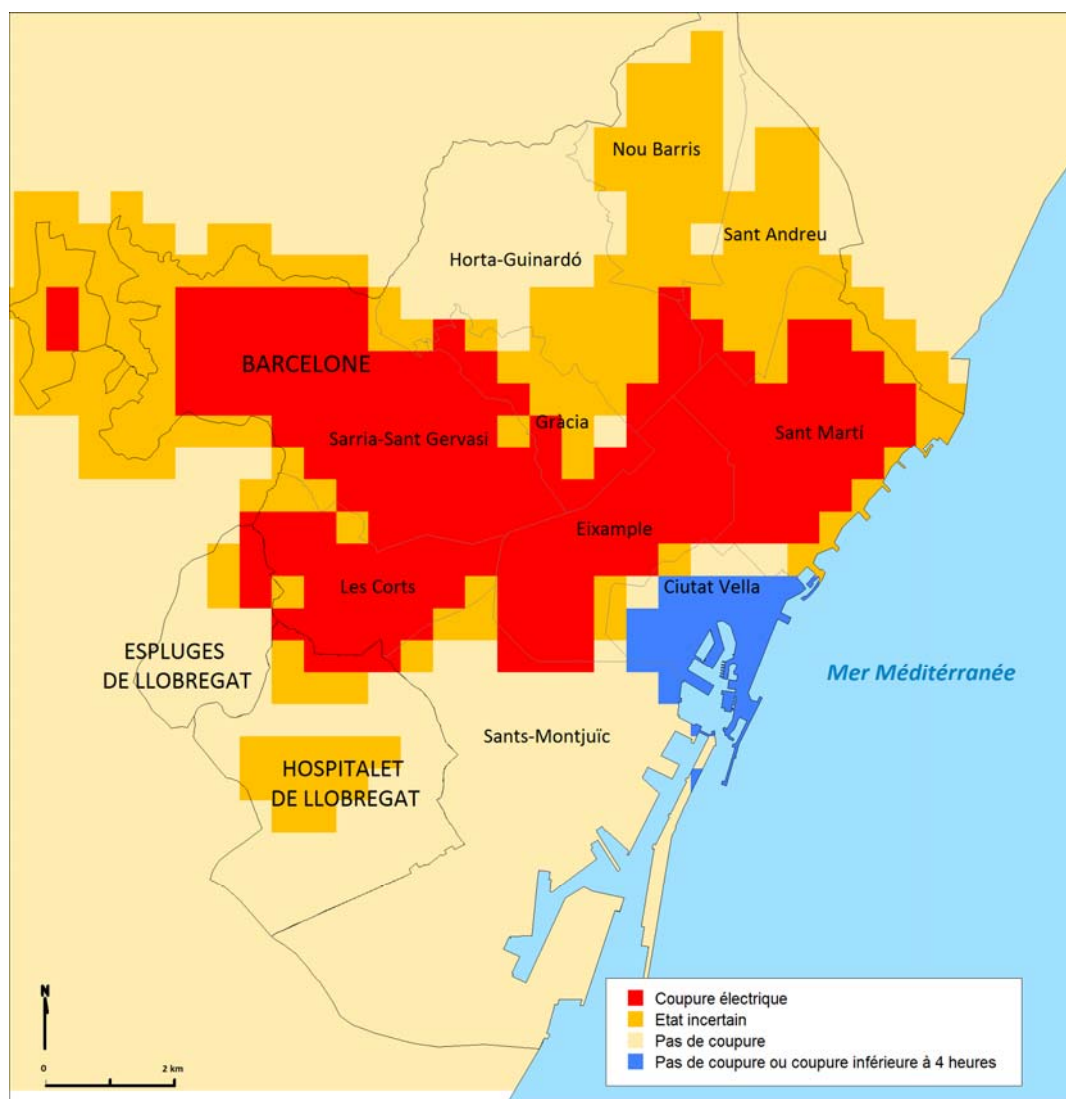 Nou Barris
Sant Andreu
Horta-Guinardó
BARCELONE
Gràcia
Sarria-Sant Gervasi
Sant Martí
Eixample
Les Corts
Ciutat Vella
ESPLUGES
DE LLOBREGAT
Mer Méditérranée
Sants-Montjuïc
HOSPITALET
DE LLOBREGAT
N
0 2 km
Coupure électrique
Etat incertain
Pas de coupure
Pas de coupure ou coupure inférieure à 4 heures